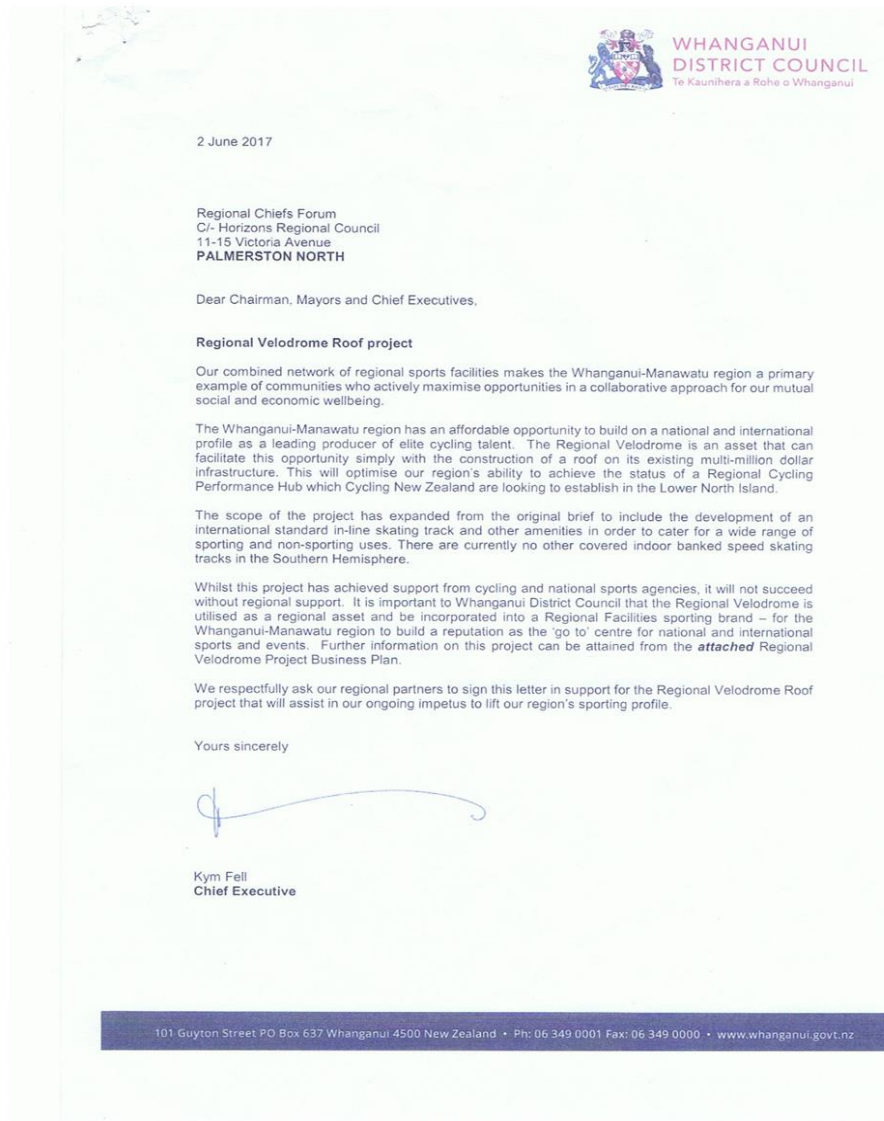 WHANGANUI
DISTRICT COUNCIL
Te Kaunihera a Rohe o Whanganui
2 June 2017
Regional Chiefs Forum
C/- Horizons Regional Council
11-15 Victoria Avenue
PALMERSTON NORTH
Dear Chairman, Mayors and Chief Executives,
Regional Velodrome Roof project
Our combined network of regional sports facilities makes the Whanganui-Manawatu region a primary
example of communities who actively maximise opportunities in a collaborative approach for our mutual
social and economic wellbeing.
The Whanganui-Manawatu region has an affordable opportunity to build on a national and international
profile as a leading producer of elite cycling talent. The Regional Velodrome is an asset that can
facilitate this opportunity simply with the construction of a roof on its existing multi-million dollar
infrastructure. This will optimise our region's ability to achieve the status of a Regional Cycling
Performance Hub which Cycling New Zealand are looking to establish in the Lower North Island.
The scope of the project has expanded from the original brief to include the development of an
international standard in-line skating track and other amenities in order to cater for a wide range of
sporting and non-sporting uses. There are currently no other covered indoor banked speed skating
tracks in the Southern Hemisphere.
Whilst this project has achieved support from cycling and national sports agencies, it will not succeed
without regional support. It is important to Whanganui District Council that the Regional Velodrome is
utilised as a regional asset and be incorporated into a Regional Facilities sporting brand – for the
Whanganui-Manawatu region to build a reputation as the 'go to' centre for national and international
sports and events. Further information on this project can be attained from the attached Regional
Velodrome Project Business Plan.
We respectfully ask our regional partners to sign this letter in support for the Regional Velodrome Roof
project that will assist in our ongoing impetus to lift our region's sporting profile.
Yours sincerely
Kym Fell
Chief Executive
101 Guyton Street PO Box 637 Whanganui 4500 New Zealand • Ph: 06 349 0001 Fax: 06 349 0000 • www.whanganui.govt.nz